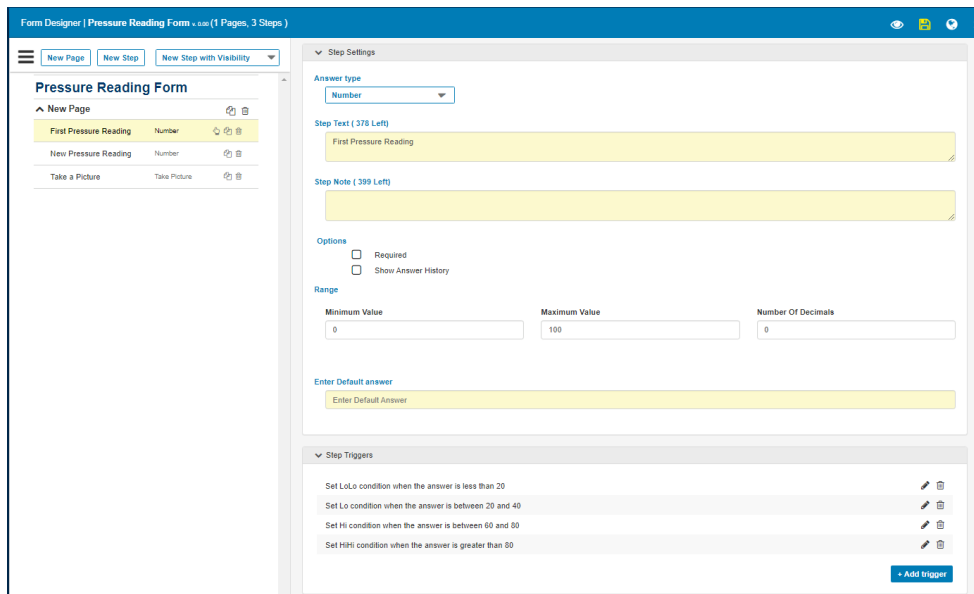 Form Designer | Pressure Reading Form v. 0.00 (1 Pages, 3 Steps )
New Page
New Step
New Step with Visibility
Pressure Reading Form
New Page
First Pressure Reading Number
New Pressure Reading Number
Take a Picture Take Picture
Step Settings
Answer type
Number
Step Text ( 378 Left)
First Pressure Reading
Step Note ( 399 Left)
Options
Required
Show Answer History
Range
Minimum Value Maximum Value Number Of Decimals
0 100 0
Enter Default answer
Enter Default Answer
Step Triggers
Set LoLo condition when the answer is less than 20
Set Lo condition when the answer is between 20 and 40
Set Hi condition when the answer is between 60 and 80
Set HiHi condition when the answer is greater than 80
+ Add trigger